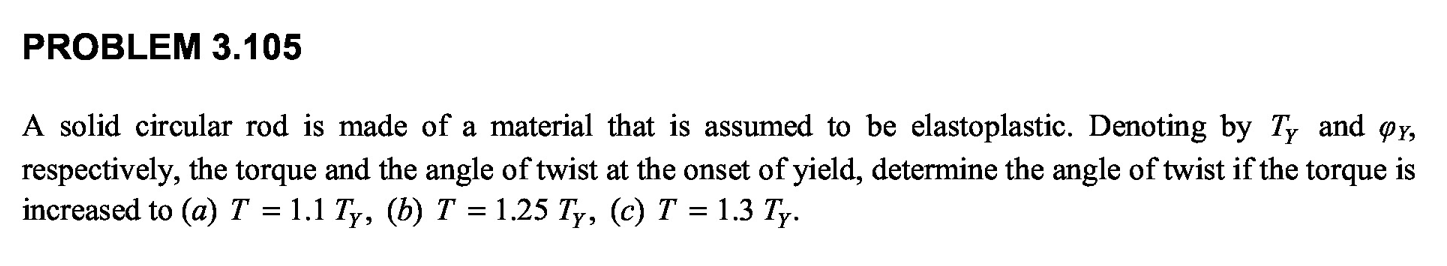 PROBLEM 3.105
A solid circular rod is made of a material that is assumed to be elastoplastic. Denoting by T_Y and φ_Y,
respectively, the torque and the angle of twist at the onset of yield, determine the angle of twist if the torque is
increased to (a) T = 1.1 T_Y, (b) T = 1.25 T_Y, (c) T = 1.3 T_Y.